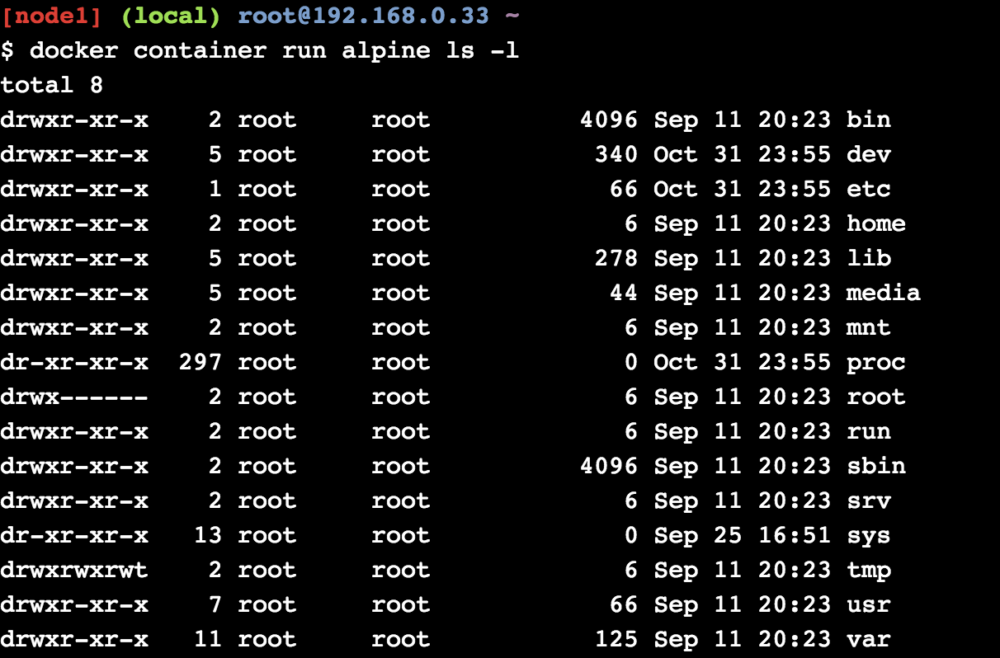 [node1] (local) root@192.168.0.33 ~
$ docker container run alpine ls -l
total 8
drwxr-xr-x    2 root     root          4096 Sep 11 20:23 bin
drwxr-xr-x    5 root     root           340 Oct 31 23:55 dev
drwxr-xr-x    1 root     root            66 Oct 31 23:55 etc
drwxr-xr-x    2 root     root             6 Sep 11 20:23 home
drwxr-xr-x    5 root     root           278 Sep 11 20:23 lib
drwxr-xr-x    5 root     root            44 Sep 11 20:23 media
drwxr-xr-x    2 root     root             6 Sep 11 20:23 mnt
dr-xr-xr-x  297 root     root             0 Oct 31 23:55 proc
drwx------    2 root     root             6 Sep 11 20:23 root
drwxr-xr-x    2 root     root             6 Sep 11 20:23 run
drwxr-xr-x    2 root     root          4096 Sep 11 20:23 sbin
drwxr-xr-x    2 root     root             6 Sep 11 20:23 srv
dr-xr-xr-x   13 root     root             0 Sep 25 16:51 sys
drwxrwxrwt    2 root     root             6 Sep 11 20:23 tmp
drwxr-xr-x    7 root     root            66 Sep 11 20:23 usr
drwxr-xr-x   11 root     root           125 Sep 11 20:23 var